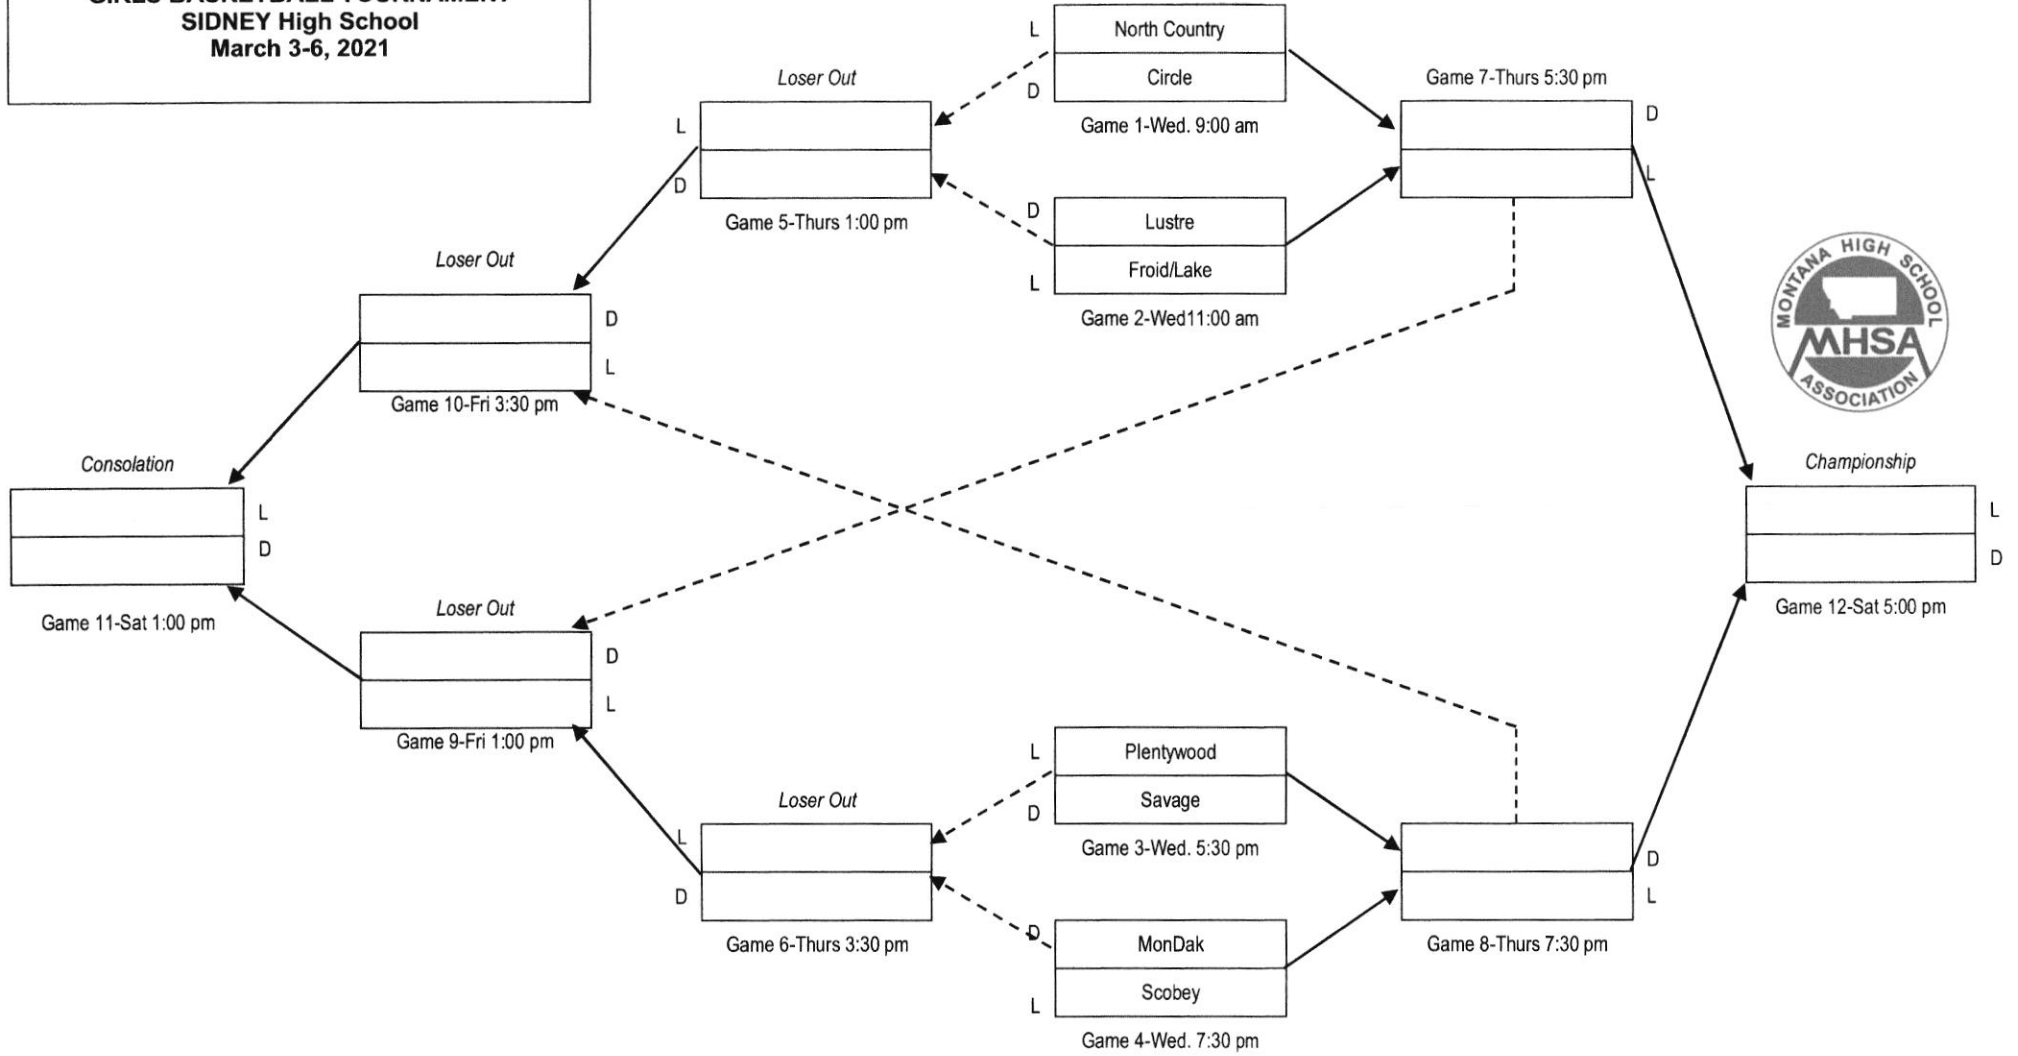 GIRLS BASKETBALL TOURNAMENT
SIDNEY High School
March 3-6, 2021
L
North Country
D
Circle
Game 1-Wed. 9:00 am
Loser Out
L
D
Game 5-Thurs 1:00 pm
Game 7-Thurs 5:30 pm
D
L
D
Lustre
L
Froid/Lake
Game 2-Wed11:00 am
Loser Out
D
L
Game 10-Fri 3:30 pm
MONTANA HIGH SCHOOL
MHSA
ASSOCIATION
Consolation
L
D
Game 11-Sat 1:00 pm
Championship
L
D
Game 12-Sat 5:00 pm
Loser Out
D
L
Game 9-Fri 1:00 pm
L
Plentywood
D
Savage
Game 3-Wed. 5:30 pm
Loser Out
L
D
Game 6-Thurs 3:30 pm
D
L
Game 8-Thurs 7:30 pm
D
MonDak
L
Scobey
Game 4-Wed. 7:30 pm